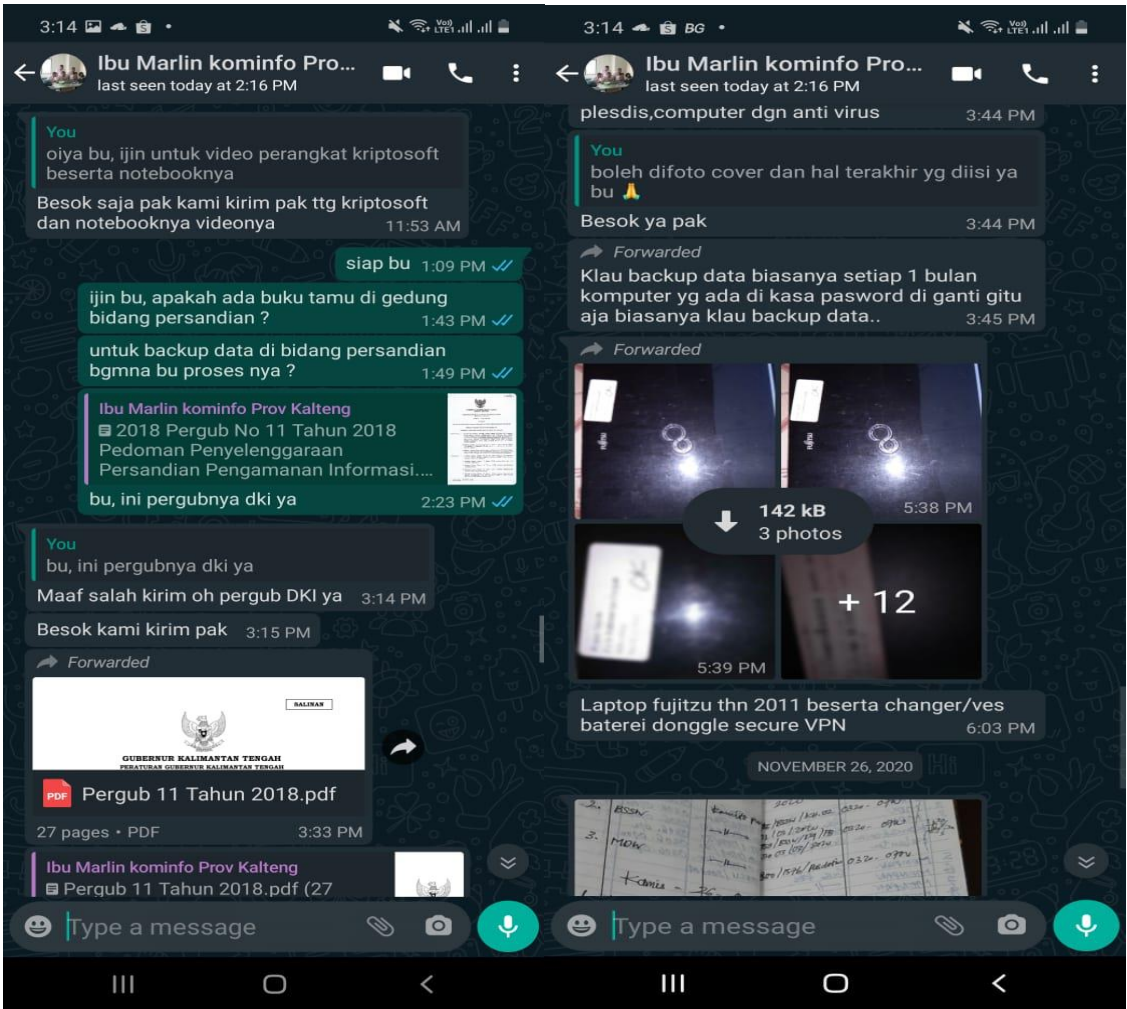 3:14
Ibu Marlin kominfo Pro...
last seen today at 2:16 PM
You
oiya bu, ijin untuk video perangkat kriptosoft
beserta notebooknya
Besok saja pak kami kirim pak ttg kriptosoft
dan notebooknya videonya 11:53 AM
siap bu 1:09 PM
ijin bu, apakah ada buku tamu di gedung
bidang persandian ? 1:43 PM
untuk backup data di bidang persandian
bgmna bu proses nya ? 1:49 PM
Ibu Marlin kominfo Prov Kalteng
2018 Pergub No 11 Tahun 2018
Pedoman Penyelenggaraan
Persandian Pengamanan Informasi....
bu, ini pergubnya dki ya 2:23 PM
You
bu, ini pergubnya dki ya
Maaf salah kirim oh pergub DKI ya 3:14 PM
Besok kami kirim pak 3:15 PM
Forwarded
SALINAN
GUBERNUR KALIMANTAN TENGAH
PERATURAN GUBERNUR KALIMANTAN TENGAH
PDF Pergub 11 Tahun 2018.pdf
27 pages • PDF 3:33 PM
Ibu Marlin kominfo Prov Kalteng
Pergub 11 Tahun 2018.pdf (27
Type a message
3:14 BG
Ibu Marlin kominfo Pro...
last seen today at 2:16 PM
plesdis,computer dgn anti virus 3:44 PM
You
boleh difoto cover dan hal terakhir yg diisi ya
bu 🙏
Besok ya pak 3:44 PM
Forwarded
Klau backup data biasanya setiap 1 bulan
komputer yg ada di kasa pasword di ganti gitu
aja biasanya klau backup data.. 3:45 PM
Forwarded
5:38 PM
142 kB
3 photos
+ 12
5:39 PM
Laptop fujitzu thn 2011 beserta changer/ves
baterei donggle secure VPN 6:03 PM
NOVEMBER 26, 2020
2. BSSN
3.
Kamis - 26
Type a message